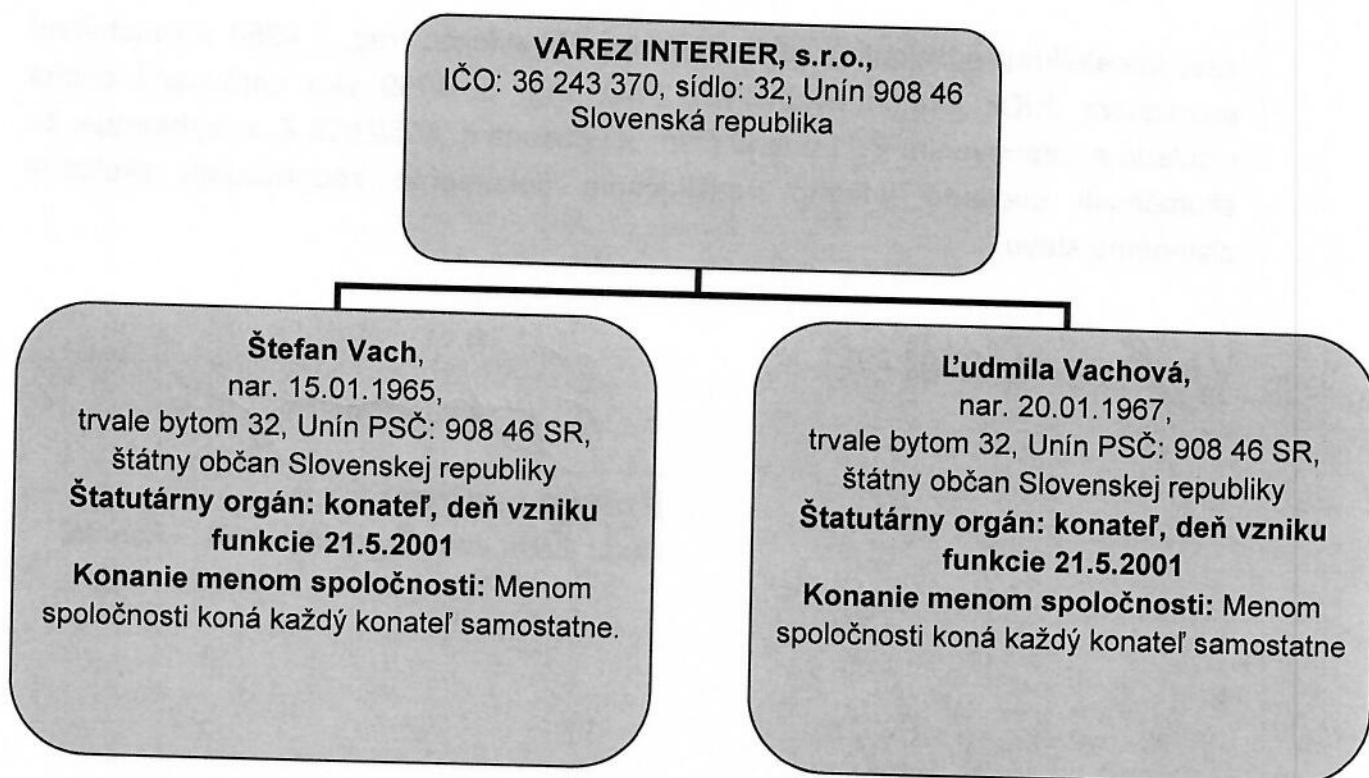 VAREZ INTERIER, s.r.o.,
IČO: 36 243 370, sídlo: 32, Unín 908 46
Slovenská republika
Štefan Vach,
nar. 15.01.1965,
trvale bytom 32, Unín PSČ: 908 46 SR,
štátny občan Slovenskej republiky
Štatutárny orgán: konateľ, deň vzniku
funkcie 21.5.2001
Konanie menom spoločnosti: Menom
spoločnosti koná každý konateľ samostatne.
Ľudmila Vachová,
nar. 20.01.1967,
trvale bytom 32, Unín PSČ: 908 46 SR,
štátny občan Slovenskej republiky
Štatutárny orgán: konateľ, deň vzniku
funkcie 21.5.2001
Konanie menom spoločnosti: Menom
spoločnosti koná každý konateľ samostatne